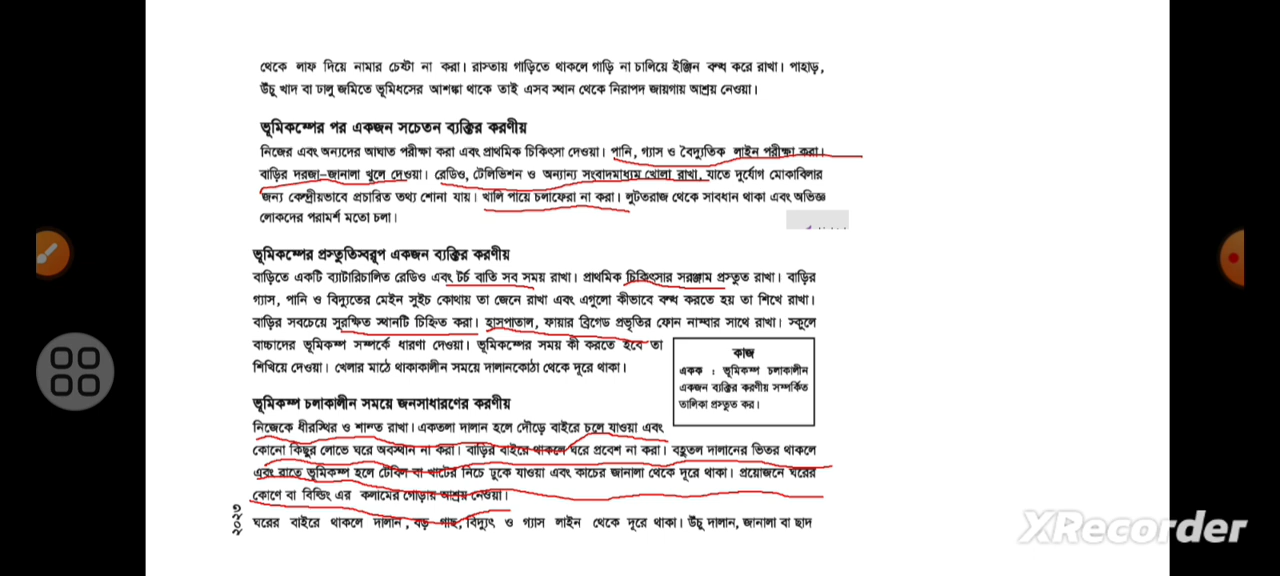 থেকে লাফ দিয়ে নামার চেষ্টা না করা। রাস্তায় গাড়িতে থাকলে গাড়ি না চালিয়ে ইঞ্জিন বন্ধ করে রাখা। পাহাড়,
উঁচু খাদ বা ঢালু জমিতে ভূমিধসের আশঙ্কা থাকে তাই এসব স্থান থেকে নিরাপদ জায়গায় আশ্রয় নেওয়া।
ভূমিকম্পের পর একজন সচেতন ব্যক্তির করণীয়
নিজের এবং অন্যদের আঘাত পরীক্ষা করা এবং প্রাথমিক চিকিৎসা দেওয়া। পানি, গ্যাস ও বৈদ্যুতিক লাইন পরীক্ষা করা।
বাড়ির দরজা-জানালা খুলে দেওয়া। রেডিও, টেলিভিশন ও অন্যান্য সংবাদমাধ্যম খোলা রাখা, যাতে দুর্যোগ মোকাবিলার
জন্য কেন্দ্রীয়ভাবে প্রচারিত তথ্য শোনা যায়। খালি পায়ে চলাফেরা না করা। লুটতরাজ থেকে সাবধান থাকা এবং অভিজ্ঞ
লোকদের পরামর্শ মতো চলা।
ভূমিকম্পের প্রস্তুতিস্বরূপ একজন ব্যক্তির করণীয়
বাড়িতে একটি ব্যাটারিচালিত রেডিও এবং টর্চ বাতি সব সময় রাখা। প্রাথমিক চিকিৎসার সরঞ্জাম প্রস্তুত রাখা। বাড়ির
গ্যাস, পানি ও বিদ্যুতের মেইন সুইচ কোথায় তা জেনে রাখা এবং এগুলো কীভাবে বন্ধ করতে হয় তা শিখে রাখা।
বাড়ির সবচেয়ে সুরক্ষিত স্থানটি চিহ্নিত করা। হাসপাতাল, ফায়ার ব্রিগেড প্রভৃতির ফোন নাম্বার সাথে রাখা। স্কুলে
বাচ্চাদের ভূমিকম্প সম্পর্কে ধারণা দেওয়া। ভূমিকম্পের সময় কী করতে হবে তা
শিখিয়ে দেওয়া। খেলার মাঠে থাকাকালীন সময়ে দালানকোঠা থেকে দূরে থাকা।
কাজ
একক : ভূমিকম্প চলাকালীন
একজন ব্যক্তির করণীয় সম্পর্কিত
তালিকা প্রস্তুত কর।
ভূমিকম্প চলাকালীন সময়ে জনসাধারণের করণীয়
নিজেকে ধীরস্থির ও শান্ত রাখা। একতলা দালান হলে দৌড়ে বাইরে চলে যাওয়া এবং
কোনো কিছুর লোভে ঘরে অবস্থান না করা। বাড়ির বাইরে থাকলে ঘরে প্রবেশ না করা। বহুতল দালানের ভিতর থাকলে
এবং রাতে ভূমিকম্প হলে টেবিল বা খাটের নিচে ঢুকে যাওয়া এবং কাচের জানালা থেকে দূরে থাকা। প্রয়োজনে ঘরের
কোণে বা বিল্ডিং এর কলামের গোড়ায় আশ্রয় নেওয়া।
ঘরের বাইরে থাকলে দালান, বড় গাছ, বিদ্যুৎ ও গ্যাস লাইন থেকে দূরে থাকা। উঁচু দালান, জানালা বা ছাদ
২০২৩
XRecorder